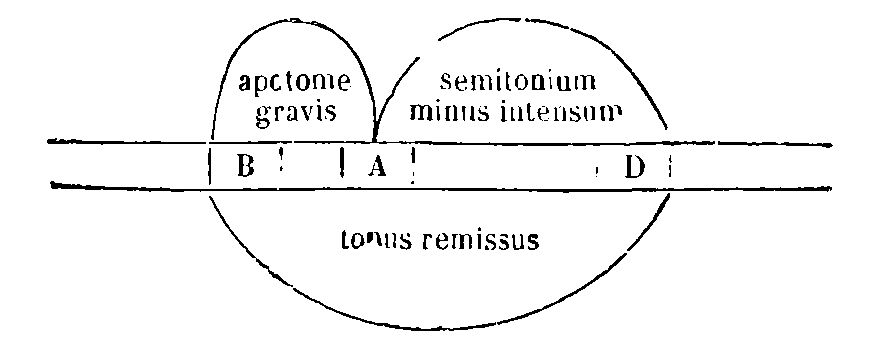 apotome
gravis
semitonium
minus intensum
B A D
tonus remissus